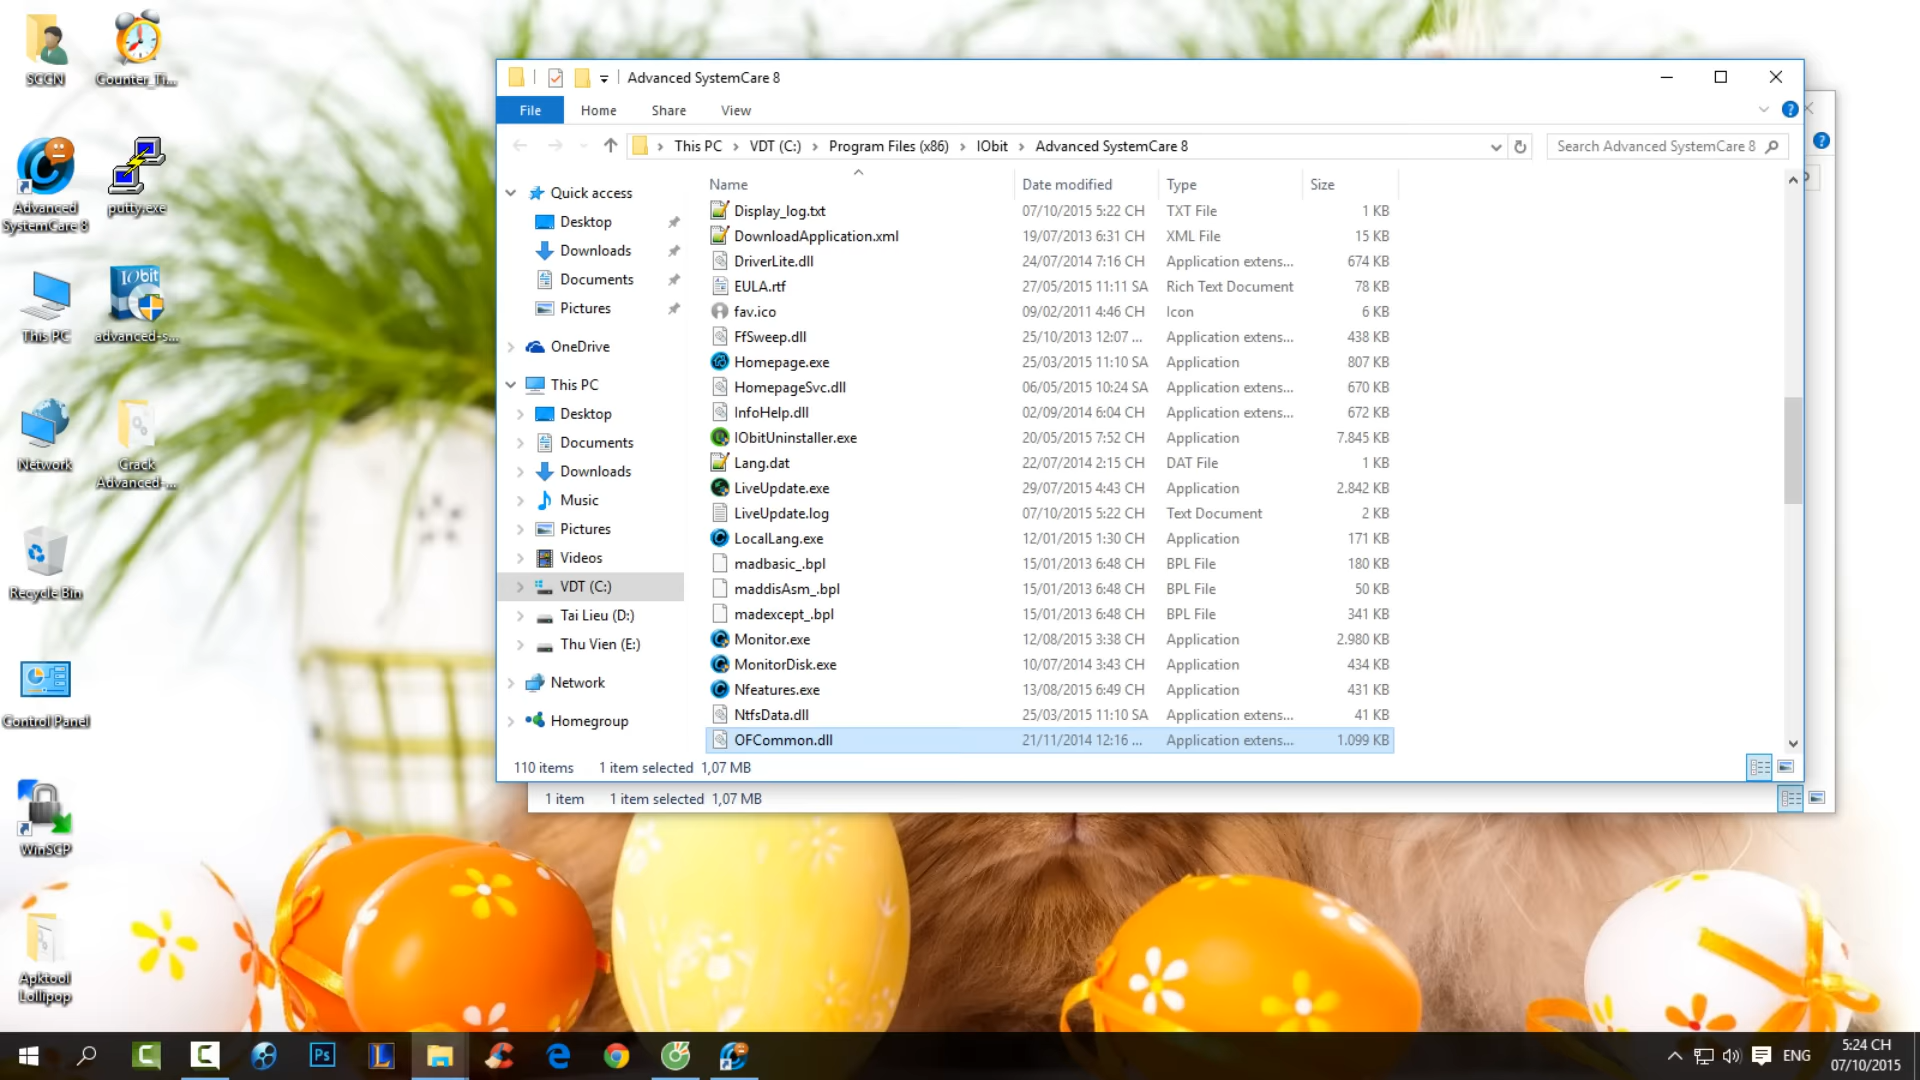 SCCN
Counter_Ti...
Advanced
SystemCare 8
putty.exe
This PC
IObit
advanced-s...
Network
Crack
Advanced-...
Recycle Bin
Control Panel
WinSCP
Apktool
Lollipop
Advanced SystemCare 8
File
Home
Share
View
This PC
VDT (C:)
Program Files (x86)
IObit
Advanced SystemCare 8
Search Advanced SystemCare 8
Quick access
Desktop
Downloads
Documents
Pictures
OneDrive
This PC
Desktop
Documents
Downloads
Music
Pictures
Videos
VDT (C:)
Tai Lieu (D:)
Thu Vien (E:)
Network
Homegroup
Name Date modified Type Size
Display_log.txt 07/10/2015 5:22 CH TXT File 1 KB
DownloadApplication.xml 19/07/2013 6:31 CH XML File 15 KB
DriverLite.dll 24/07/2014 7:16 CH Application extens... 674 KB
EULA.rtf 27/05/2015 11:11 SA Rich Text Document 78 KB
fav.ico 09/02/2011 4:46 CH Icon 6 KB
FfSweep.dll 25/10/2013 12:07 ... Application extens... 438 KB
Homepage.exe 25/03/2015 11:10 SA Application 807 KB
HomepageSvc.dll 06/05/2015 10:24 SA Application extens... 670 KB
InfoHelp.dll 02/09/2014 6:04 CH Application extens... 672 KB
IObitUninstaller.exe 20/05/2015 7:52 CH Application 7.845 KB
Lang.dat 22/07/2014 2:15 CH DAT File 1 KB
LiveUpdate.exe 29/07/2015 4:43 CH Application 2.842 KB
LiveUpdate.log 07/10/2015 5:22 CH Text Document 2 KB
LocalLang.exe 12/01/2015 1:30 CH Application 171 KB
madbasic_.bpl 15/01/2013 6:48 CH BPL File 180 KB
maddisAsm_.bpl 15/01/2013 6:48 CH BPL File 50 KB
madexcept_.bpl 15/01/2013 6:48 CH BPL File 341 KB
Monitor.exe 12/08/2015 3:38 CH Application 2.980 KB
MonitorDisk.exe 10/07/2014 3:43 CH Application 434 KB
Nfeatures.exe 13/08/2015 6:49 CH Application 431 KB
NtfsData.dll 25/03/2015 11:10 SA Application extens... 41 KB
OFCommon.dll 21/11/2014 12:16 ... Application extens... 1.099 KB
110 items 1 item selected 1,07 MB
1 item 1 item selected 1,07 MB
Ps
ENG
5:24 CH
07/10/2015